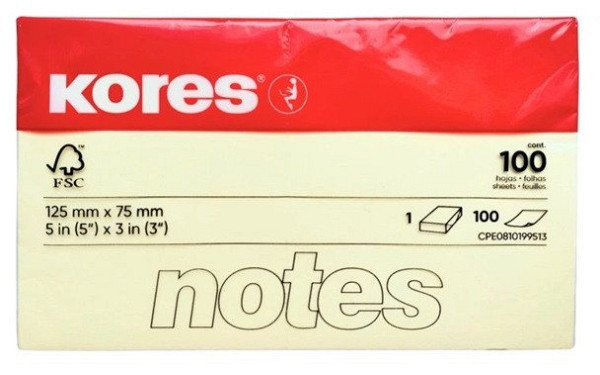 Kores®
FSC
cont.
100
hojas • folhas
sheets • feuilles
125 mm x 75 mm
5 in (5") x 3 in (3")
1 100
CPE0810199513
notes